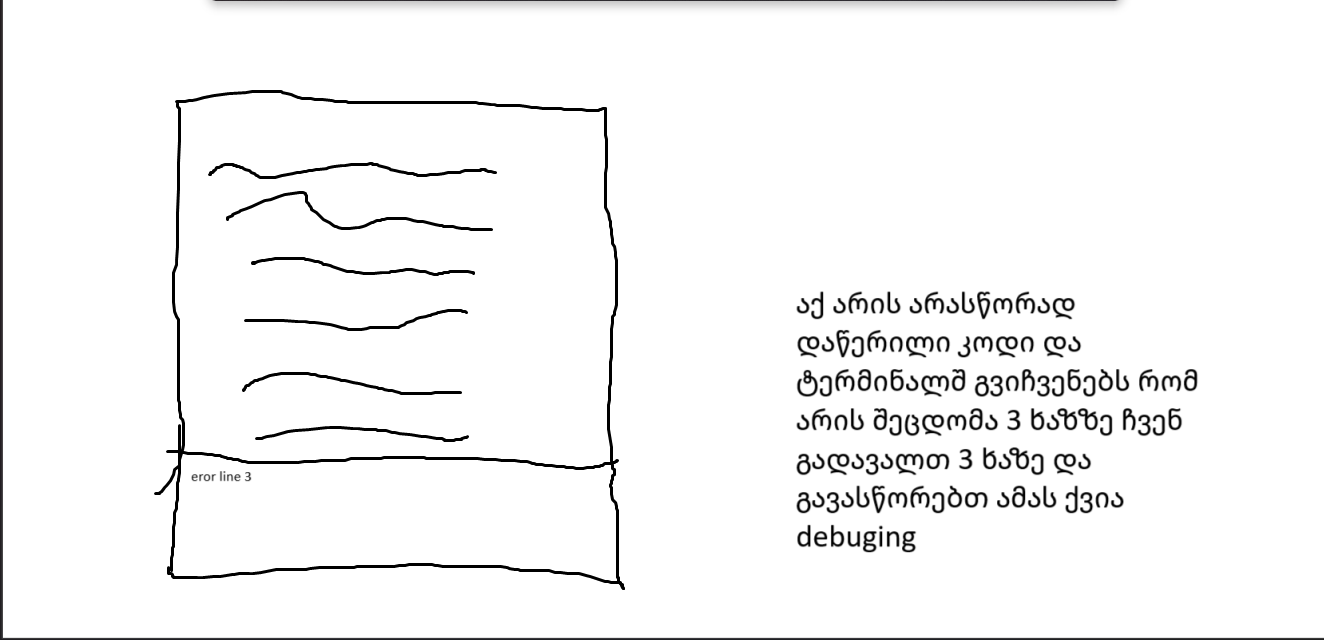 eror line 3
აქ არის არასწორად
დაწერილი კოდი და
ტერმინალშ გვიჩვენებს რომ
არის შეცდომა 3 ხაზზე ჩვენ
გადავალთ 3 ხაზე და
გავასწორებთ ამას ქვია
debuging